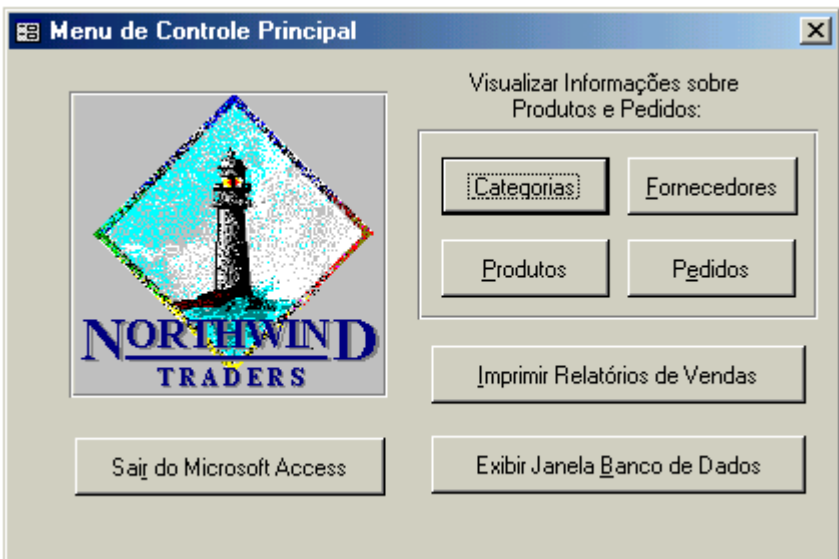 Menu de Controle Principal
Visualizar Informações sobre
Produtos e Pedidos:
Categorias
Fornecedores
Produtos
Pedidos
NORTHWIND
TRADERS
Imprimir Relatórios de Vendas
Sair do Microsoft Access
Exibir Janela Banco de Dados